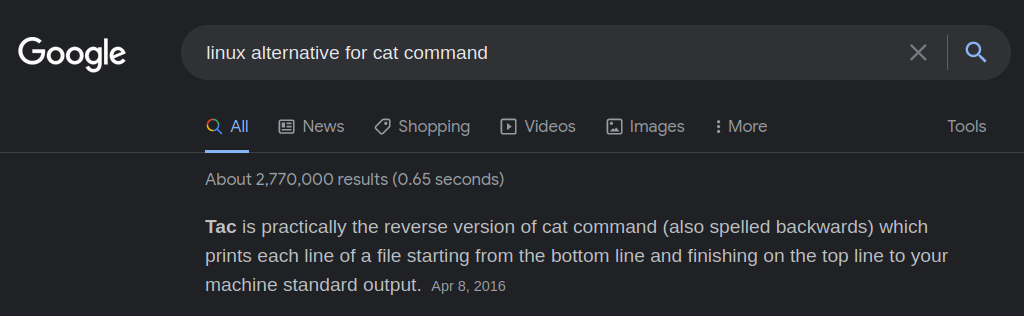 Google
linux alternative for cat command
All News Shopping Videos Images More Tools
About 2,770,000 results (0.65 seconds)
Tac is practically the reverse version of cat command (also spelled backwards) which
prints each line of a file starting from the bottom line and finishing on the top line to your
machine standard output. Apr 8, 2016